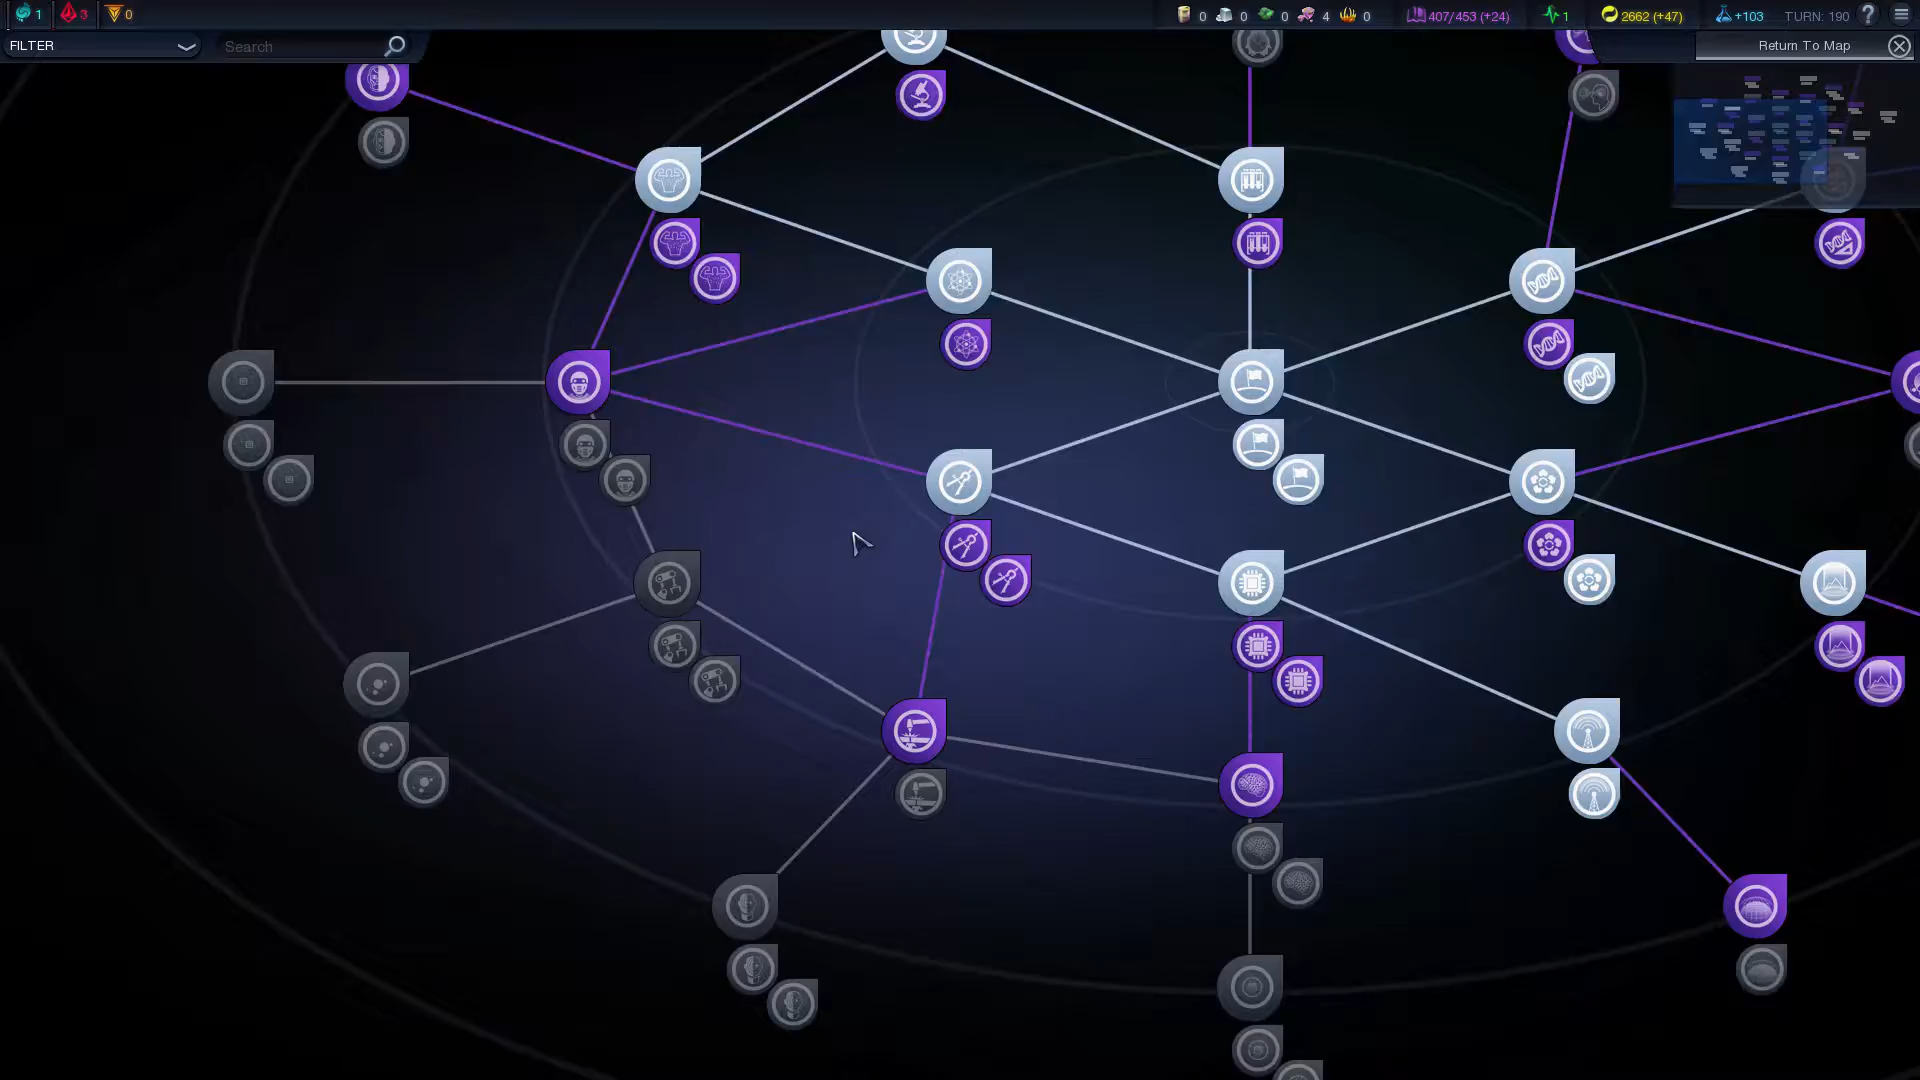 1 3 0 0 0 0 4 0 407/453 (+24) 1 2662 (+47) +103 TURN: 190 ?
FILTER Search Return To Map